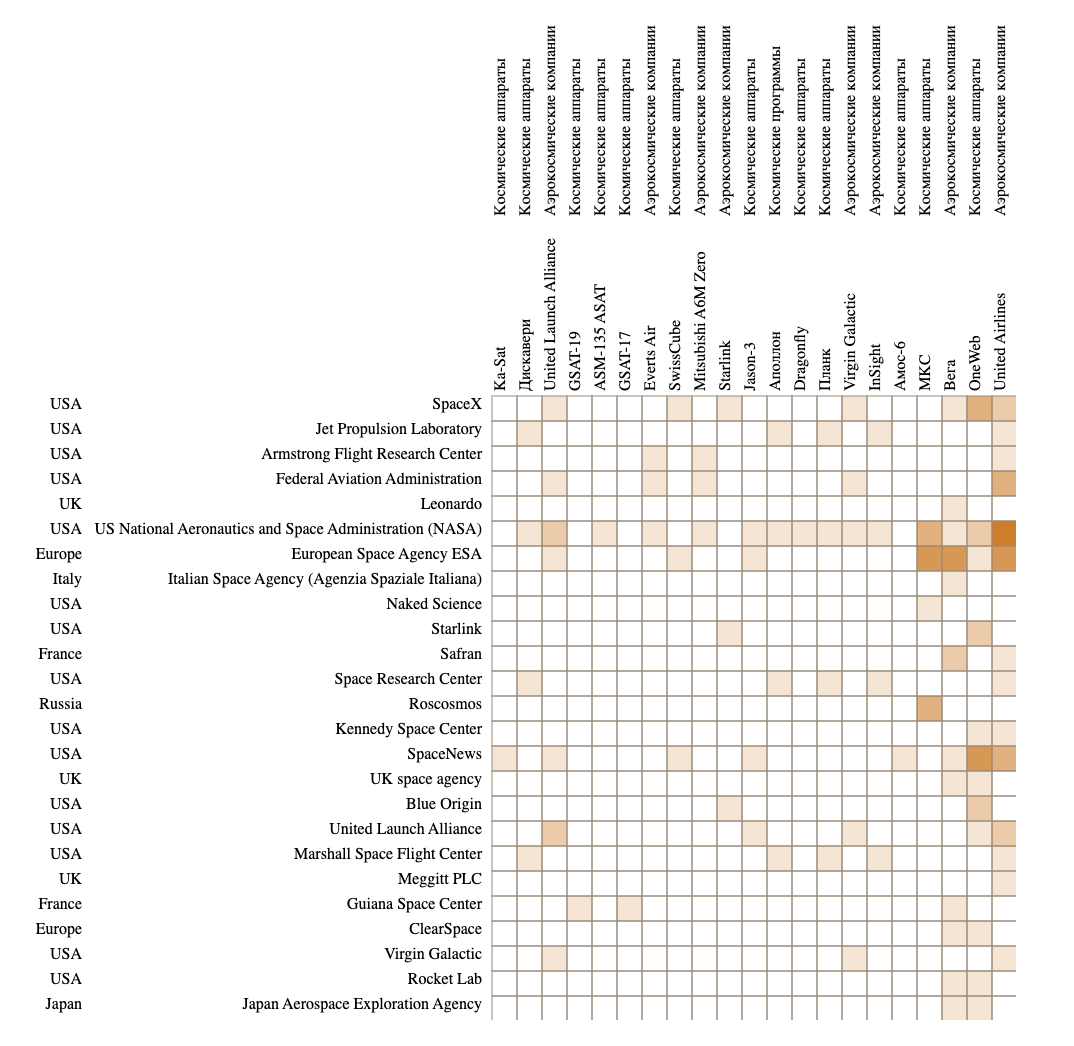 Космические аппараты
Космические аппараты
Аэрокосмические компании
Космические аппараты
Космические аппараты
Космические аппараты
Аэрокосмические компании
Космические аппараты
Аэрокосмические компании
Аэрокосмические компании
Космические аппараты
Космические программы
Космические аппараты
Космические аппараты
Аэрокосмические компании
Аэрокосмические компании
Космические аппараты
Космические аппараты
Аэрокосмические компании
Космические аппараты
Аэрокосмические компании
Ka-Sat
Дискавери
United Launch Alliance
GSAT-19
ASM-135 ASAT
GSAT-17
Everts Air
SwissCube
Mitsubishi A6M Zero
Starlink
Jason-3
Аполлон
Dragonfly
Планк
Virgin Galactic
InSight
Амос-6
МКС
Вега
OneWeb
United Airlines
USA SpaceX
USA Jet Propulsion Laboratory
USA Armstrong Flight Research Center
USA Federal Aviation Administration
UK Leonardo
USA US National Aeronautics and Space Administration (NASA)
Europe European Space Agency ESA
Italy Italian Space Agency (Agenzia Spaziale Italiana)
USA Naked Science
USA Starlink
France Safran
USA Space Research Center
Russia Roscosmos
USA Kennedy Space Center
USA SpaceNews
UK UK space agency
USA Blue Origin
USA United Launch Alliance
USA Marshall Space Flight Center
UK Meggitt PLC
France Guiana Space Center
Europe ClearSpace
USA Virgin Galactic
USA Rocket Lab
Japan Japan Aerospace Exploration Agency